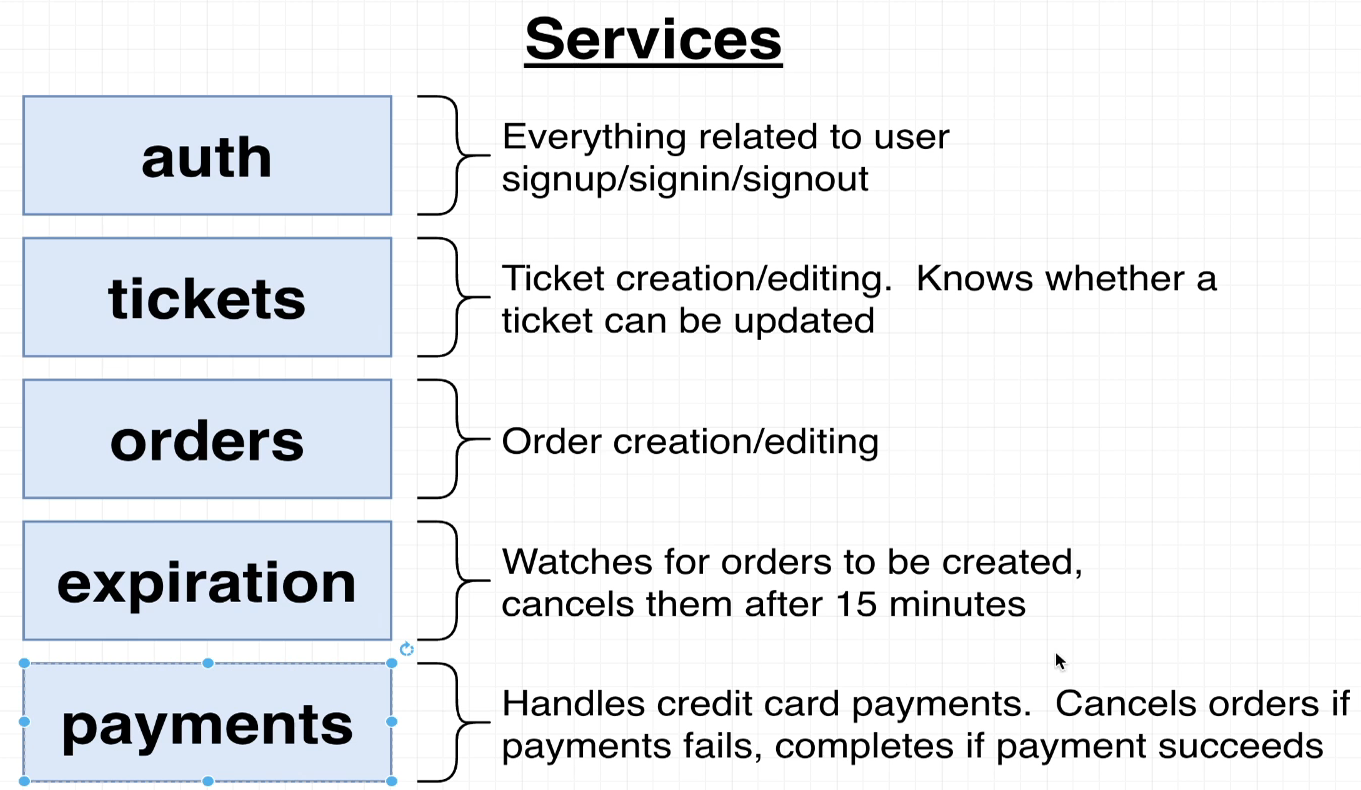 Services
auth
Everything related to user
signup/signin/signout
tickets
Ticket creation/editing.  Knows whether a
ticket can be updated
orders
Order creation/editing
expiration
Watches for orders to be created,
cancels them after 15 minutes
payments
Handles credit card payments.  Cancels orders if
payments fails, completes if payment succeeds